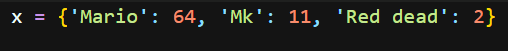 x = {'Mario': 64, 'Mk': 11, 'Red dead': 2}